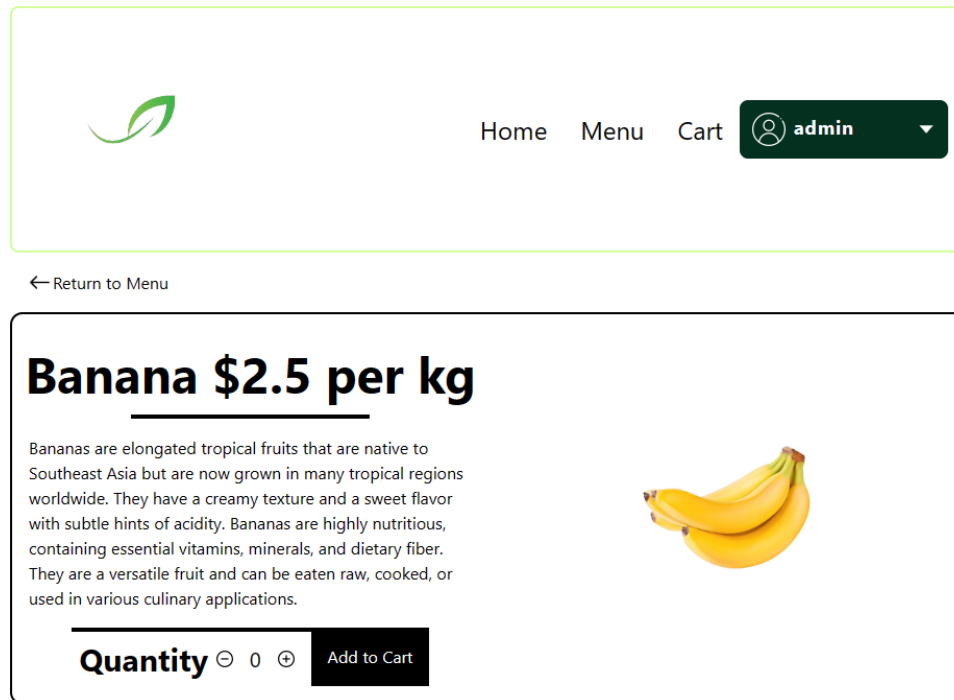 Home Menu Cart admin
Return to Menu
Banana $2.5 per kg
Bananas are elongated tropical fruits that are native to
Southeast Asia but are now grown in many tropical regions
worldwide. They have a creamy texture and a sweet flavor
with subtle hints of acidity. Bananas are highly nutritious,
containing essential vitamins, minerals, and dietary fiber.
They are a versatile fruit and can be eaten raw, cooked, or
used in various culinary applications.
Quantity 0 Add to Cart